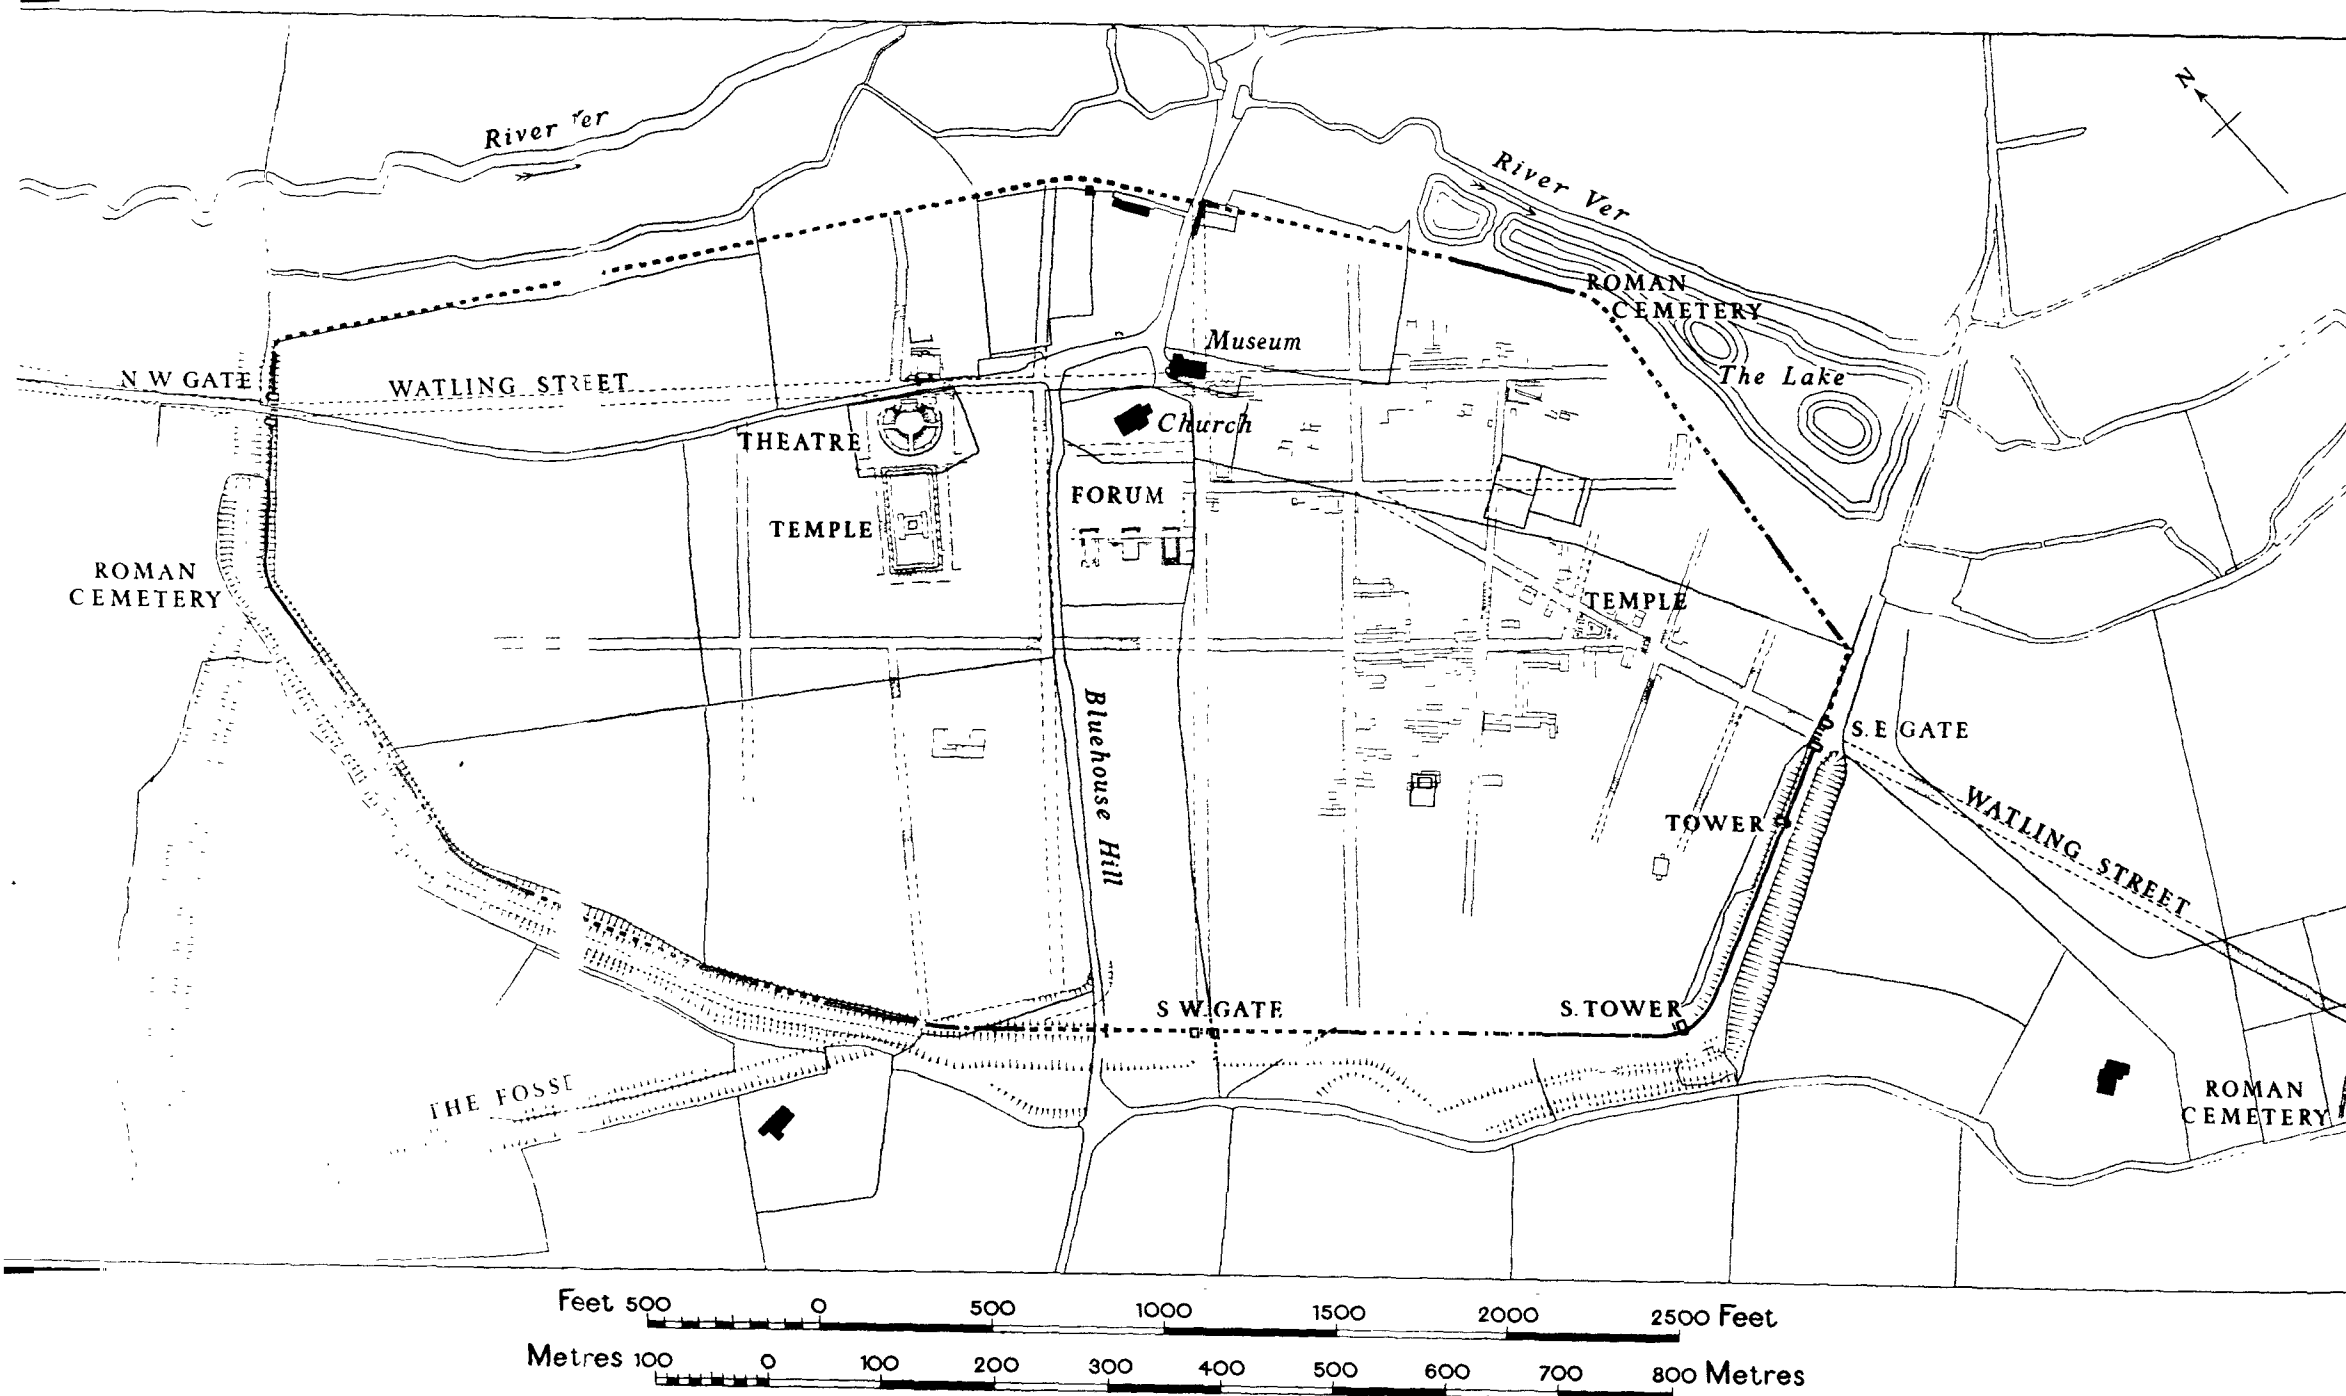 N
River Ver
River Ver
ROMAN
CEMETERY
Museum
N W GATE
WATLING STREET
The Lake
Church
THEATRE
FORUM
TEMPLE
ROMAN
CEMETERY
TEMPLE
Bluehouse Hill
S.E GATE
WATLING STREET
TOWER
S W GATE
S. TOWER
THE FOSSE
ROMAN
CEMETERY
Feet 500 0 500 1000 1500 2000 2500 Feet
Metres 100 0 100 200 300 400 500 600 700 800 Metres